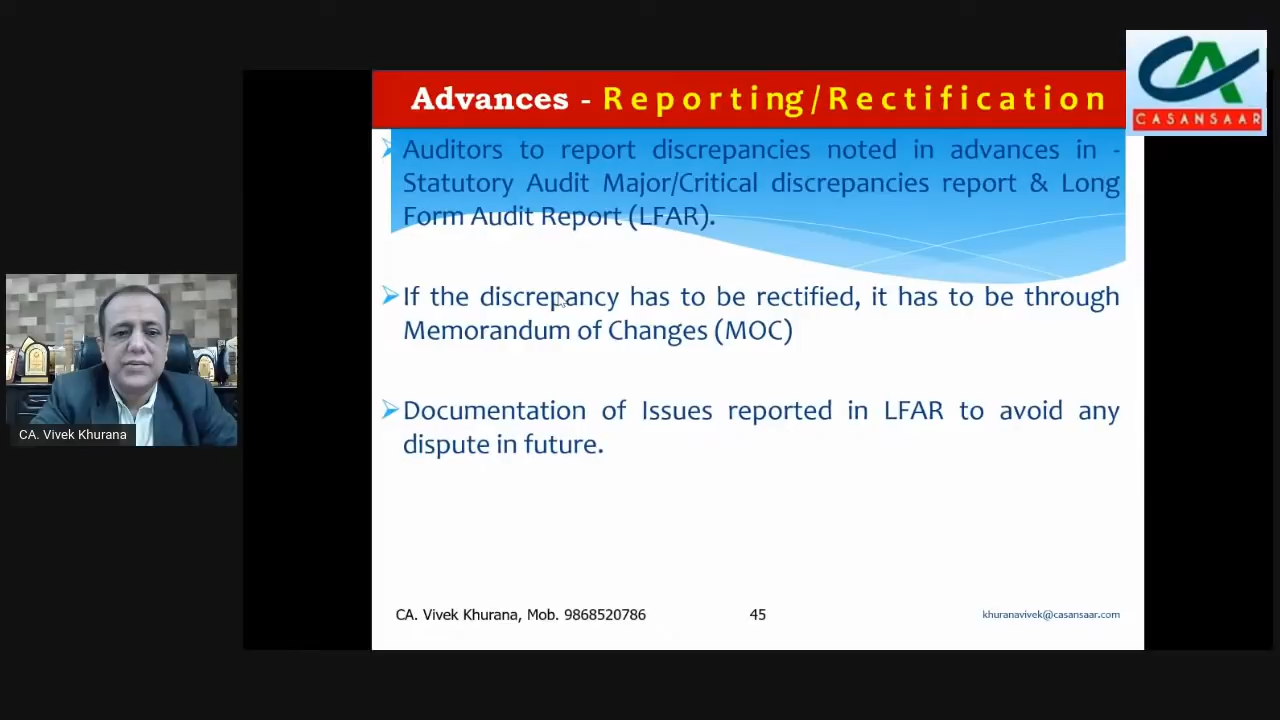 Advances - Reporting/Rectification
CASANSAAR
Auditors to report discrepancies noted in advances in -
Statutory Audit Major/Critical discrepancies report & Long
Form Audit Report (LFAR).
If the discrepancy has to be rectified, it has to be through
Memorandum of Changes (MOC)
Documentation of Issues reported in LFAR to avoid any
dispute in future.
CA. Vivek Khurana
CA. Vivek Khurana, Mob. 9868520786
45
khuranavivek@casansaar.com